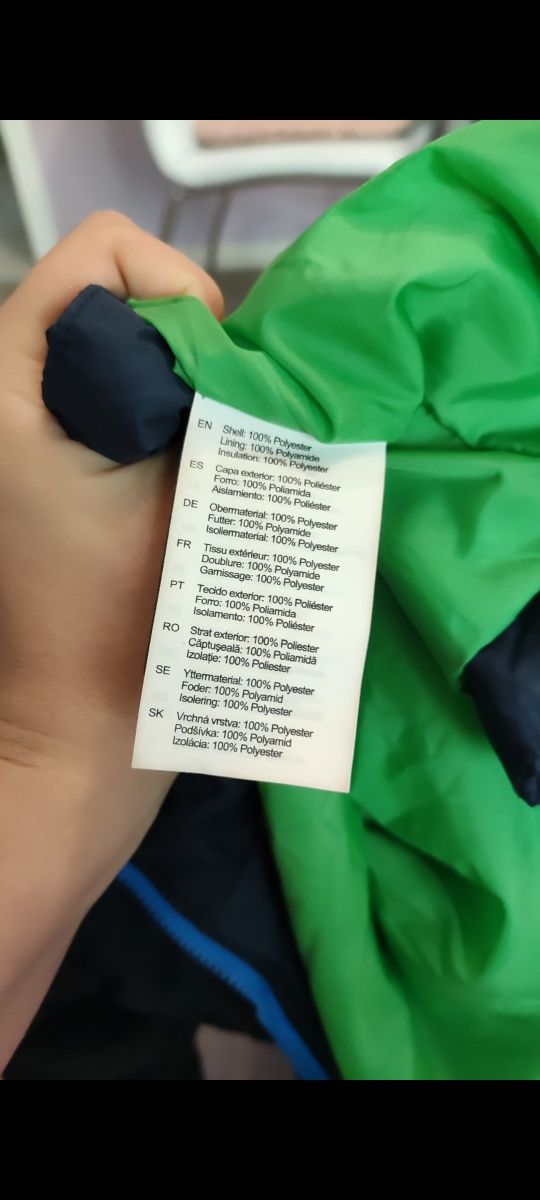 EN Shell: 100% Polyester
Lining: 100% Polyamide
Insulation: 100% Polyester
ES Capa exterior: 100% Poliéster
Forro: 100% Poliamida
Aislamiento: 100% Poliéster
DE Obermaterial: 100% Polyester
Futter: 100% Polyamide
Isoliermaterial: 100% Polyester
FR Tissu extérieur: 100% Polyester
Doublure: 100% Polyamide
Garnissage: 100% Polyester
PT Tecido exterior: 100% Poliéster
Forro: 100% Poliamida
Isolamento: 100% Poliéster
RO Strat exterior: 100% Poliester
Căptușeală: 100% Poliamidă
Izolație: 100% Poliester
SE Yttermaterial: 100% Polyester
Foder: 100% Polyamid
Isolering: 100% Polyester
SK Vrchná vrstva: 100% Polyester
Podšívka: 100% Polyamid
Izolácia: 100% Polyester